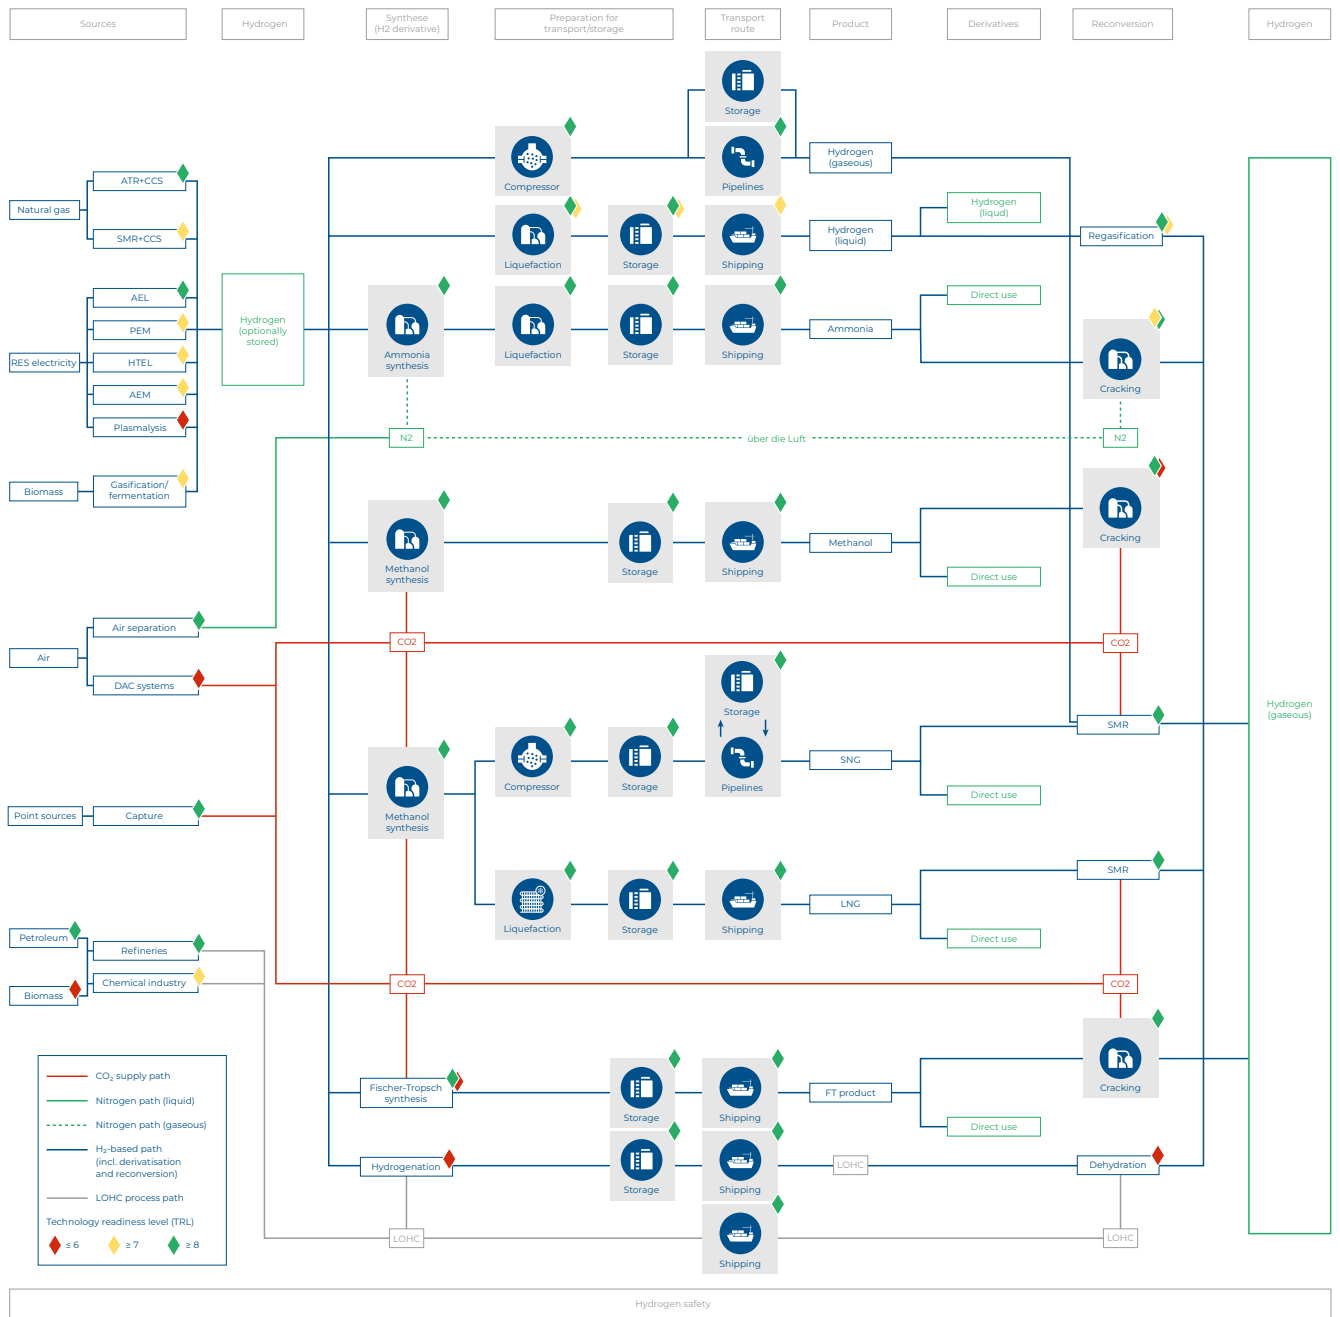 Sources
Hydrogen
Synthese
(H2 derivative)
Preparation for
transport/storage
Transport
route
Product
Derivatives
Reconversion
Hydrogen
Storage
Compressor
Pipelines
Hydrogen
(gaseous)
ATR+CCS
Natural gas
SMR+CCS
Liquefaction
Storage
Shipping
Hydrogen
(liquid)
Hydrogen
(liqud)
Regasification
AEL
PEM
RES electricity
HTEL
AEM
Plasmalysis
Hydrogen
(optionally
stored)
Ammonia
synthesis
Liquefaction
Storage
Shipping
Ammonia
Direct use
Cracking
N2
über die Luft
N2
Biomass
Gasification/
fermentation
Methanol
synthesis
Storage
Shipping
Methanol
Cracking
Direct use
Air separation
Air
DAC systems
CO2
CO2
Storage
Pipelines
Compressor
Storage
SNG
SMR
Direct use
Hydrogen
(gaseous)
Point sources
Capture
Methanol
synthesis
Liquefaction
Storage
Shipping
LNG
SMR
Direct use
Petroleum
Refineries
Chemical industry
Biomass
CO2
CO2
Fischer-Tropsch
synthesis
Storage
Shipping
FT product
Cracking
Direct use
Hydrogenation
Storage
Shipping
LOHC
Dehydration
LOHC
Shipping
LOHC
CO₂ supply path
Nitrogen path (liquid)
Nitrogen path (gaseous)
H₂-based path
(incl. derivatisation
and reconversion)
LOHC process path
Technology readiness level (TRL)
≤ 6 ≥ 7 ≥ 8
Hydrogen safety